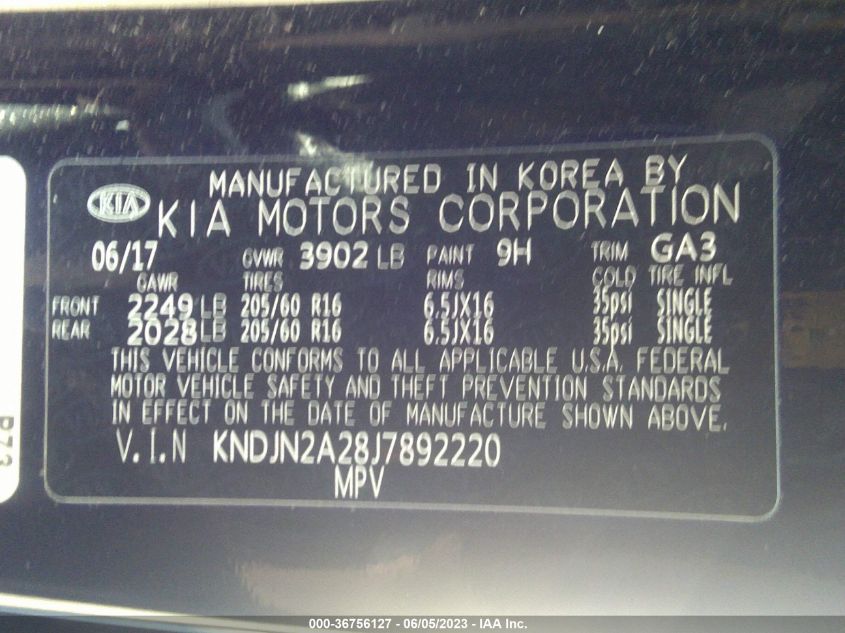 MANUFACTURED IN KOREA BY
KIA KIA MOTORS CORPORATION
06/17 GVWR 3902 LB PAINT 9H TRIM GA3
GAWR TIRES RIMS COLD TIRE INFL
FRONT 2249 LB 205/60 R16 6.5JX16 35psi SINGLE
REAR 2028 LB 205/60 R16 6.5JX16 35psi SINGLE
THIS VEHICLE CONFORMS TO ALL APPLICABLE U.S.A. FEDERAL
MOTOR VEHICLE SAFETY AND THEFT PREVENTION STANDARDS
IN EFFECT ON THE DATE OF MANUFACTURE SHOWN ABOVE.
V.I.N KNDJN2A28J7892220
MPV
000-36756127 - 06/05/2023 - IAA Inc.